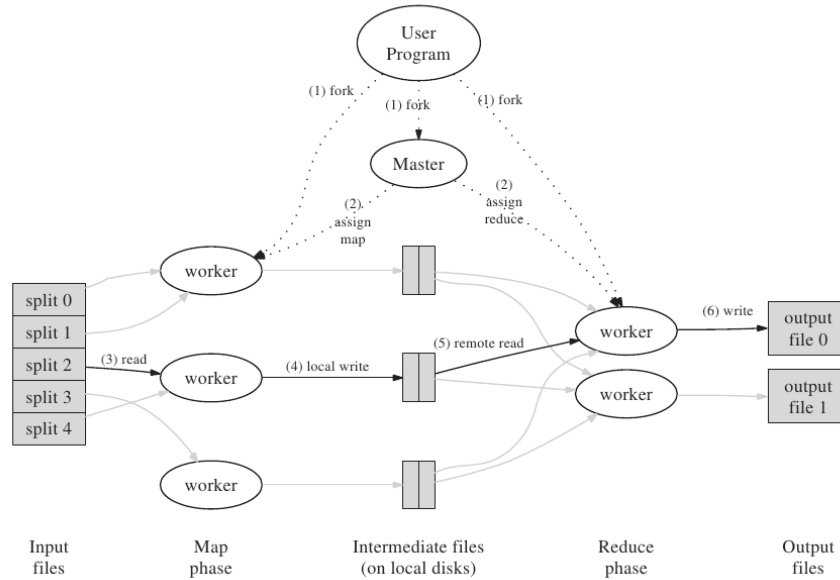 User
Program
(1) fork
(1) fork
(1) fork
Master
(2)
assign
map
(2)
assign
reduce
worker
split 0
split 1
split 2
split 3
split 4
(3) read
worker
(4) local write
(5) remote read
worker
(6) write
output
file 0
worker
output
file 1
worker
Input
files
Map
phase
Intermediate files
(on local disks)
Reduce
phase
Output
files